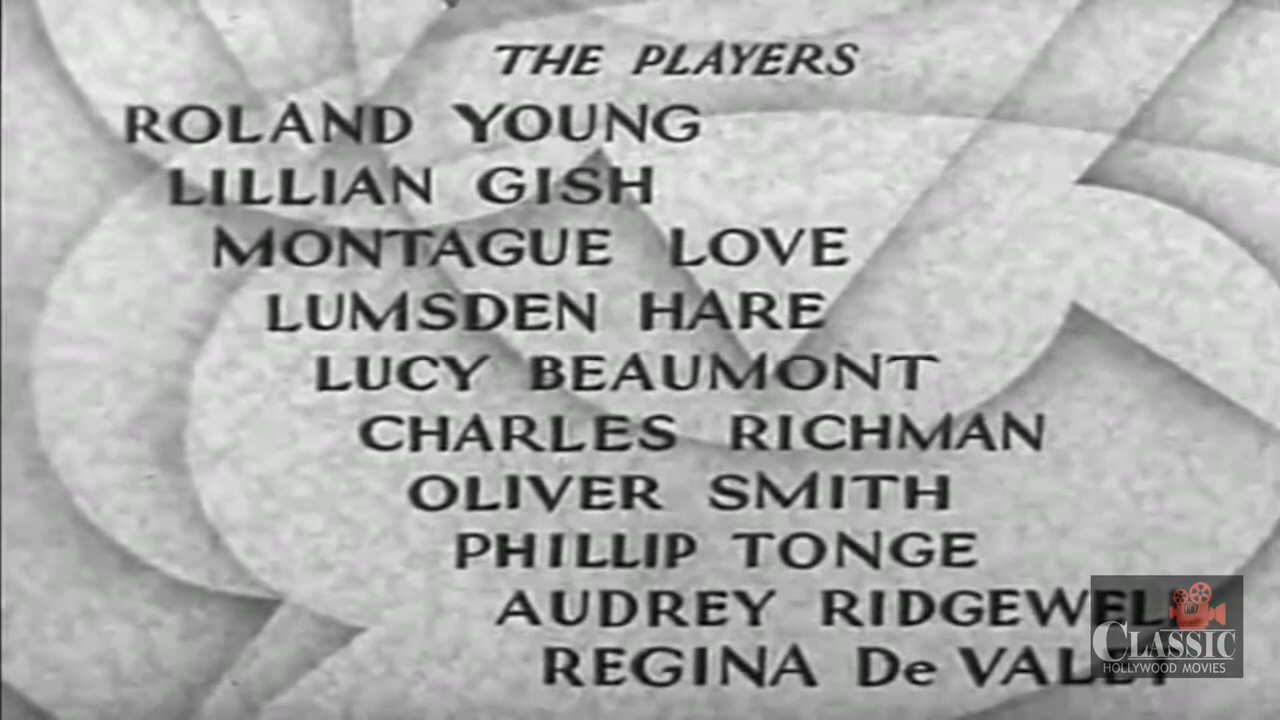 THE PLAYERS
ROLAND YOUNG
LILLIAN GISH
MONTAGUE LOVE
LUMSDEN HARE
LUCY BEAUMONT
CHARLES RICHMAN
OLIVER SMITH
PHILLIP TONGE
AUDREY RIDGEWELL
REGINA De
CLASSIC
HOLLYWOOD MOVIES